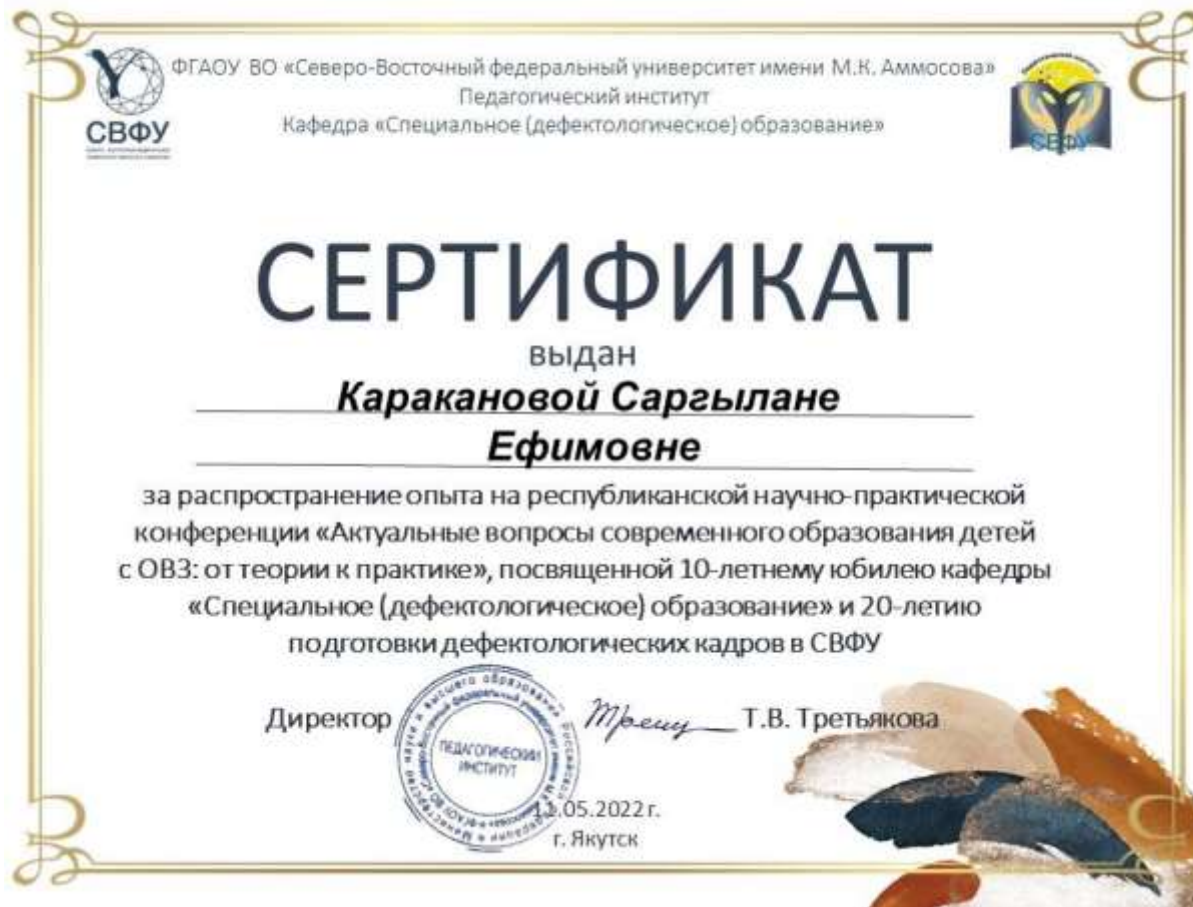 ФГАОУ ВО «Северо-Восточный федеральный университет имени М.К. Аммосова»
Педагогический институт
Кафедра «Специальное (дефектологическое) образование»
СВФУ
СВФУ
СЕРТИФИКАТ
выдан
Каракановой Саргылане
Ефимовне
за распространение опыта на республиканской научно-практической
конференции «Актуальные вопросы современного образования детей
с ОВЗ: от теории к практике», посвященной 10-летнему юбилею кафедры
«Специальное (дефектологическое) образование» и 20-летию
подготовки дефектологических кадров в СВФУ
Директор Т.В. Третьякова
ПЕДАГОГИЧЕСКИЙ
ИНСТИТУТ
.05.2022 г.
г. Якутск